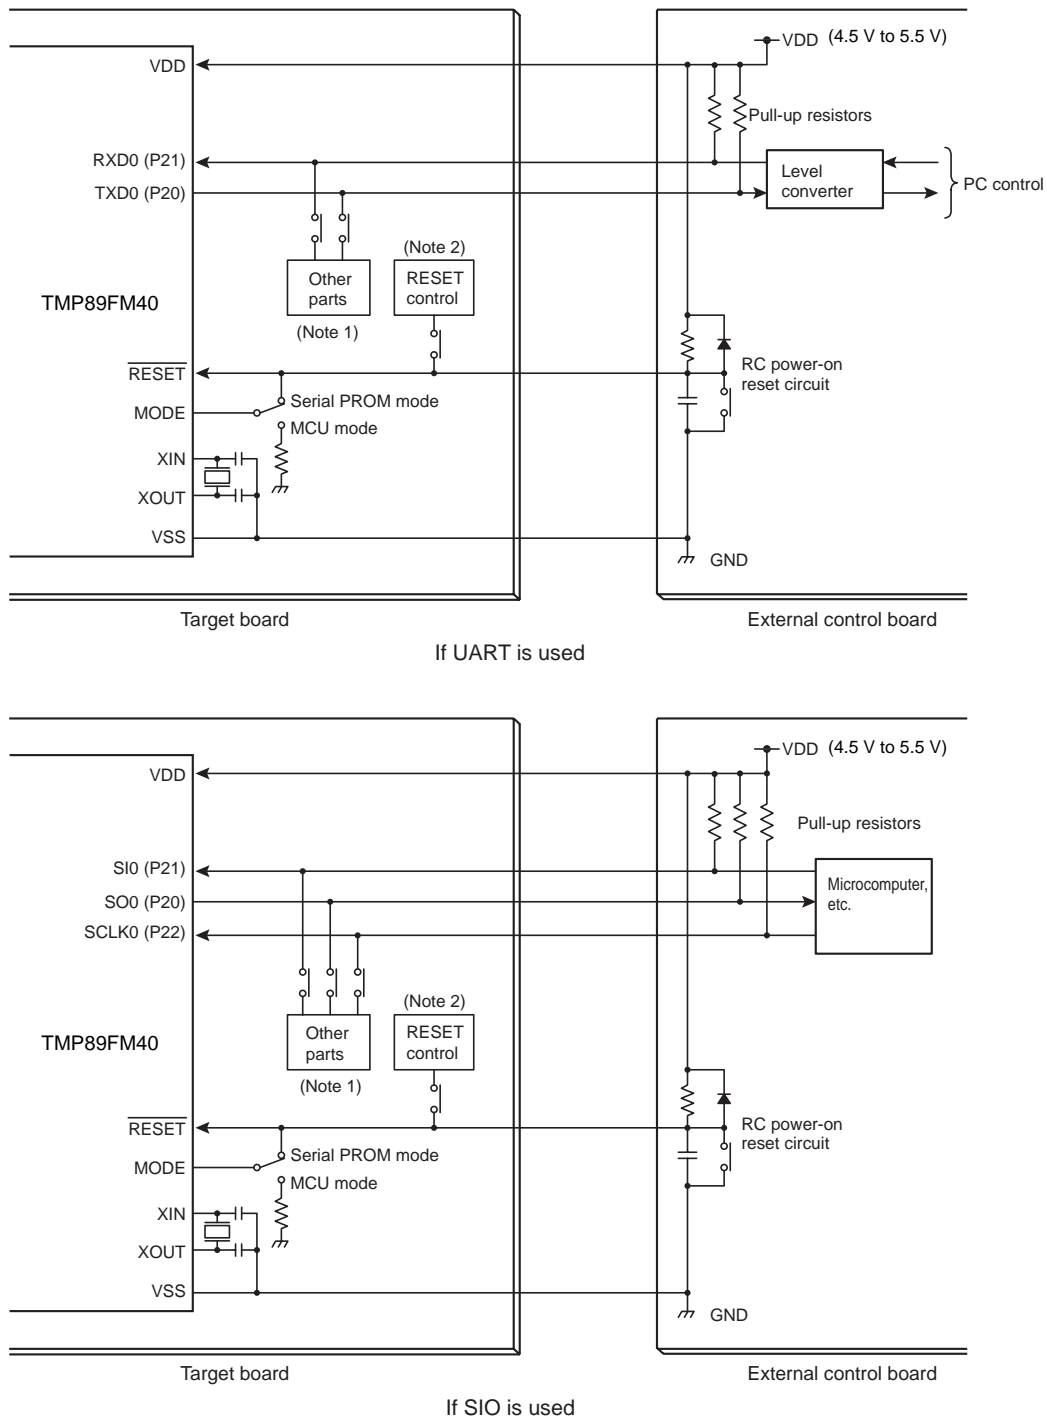 VDD (4.5 V to 5.5 V)
VDD
Pull-up resistors
RXD0 (P21)
TXD0 (P20)
Level
converter
PC control
(Note 2)
Other
parts
RESET
control
TMP89FM40
(Note 1)
RESET
RC power-on
reset circuit
MODE
Serial PROM mode
MCU mode
XIN
XOUT
VSS
GND
Target board
External control board
If UART is used
VDD (4.5 V to 5.5 V)
VDD
Pull-up resistors
SI0 (P21)
SO0 (P20)
SCLK0 (P22)
Microcomputer,
etc.
(Note 2)
Other
parts
RESET
control
TMP89FM40
(Note 1)
RESET
RC power-on
reset circuit
MODE
Serial PROM mode
MCU mode
XIN
XOUT
VSS
GND
Target board
External control board
If SIO is used